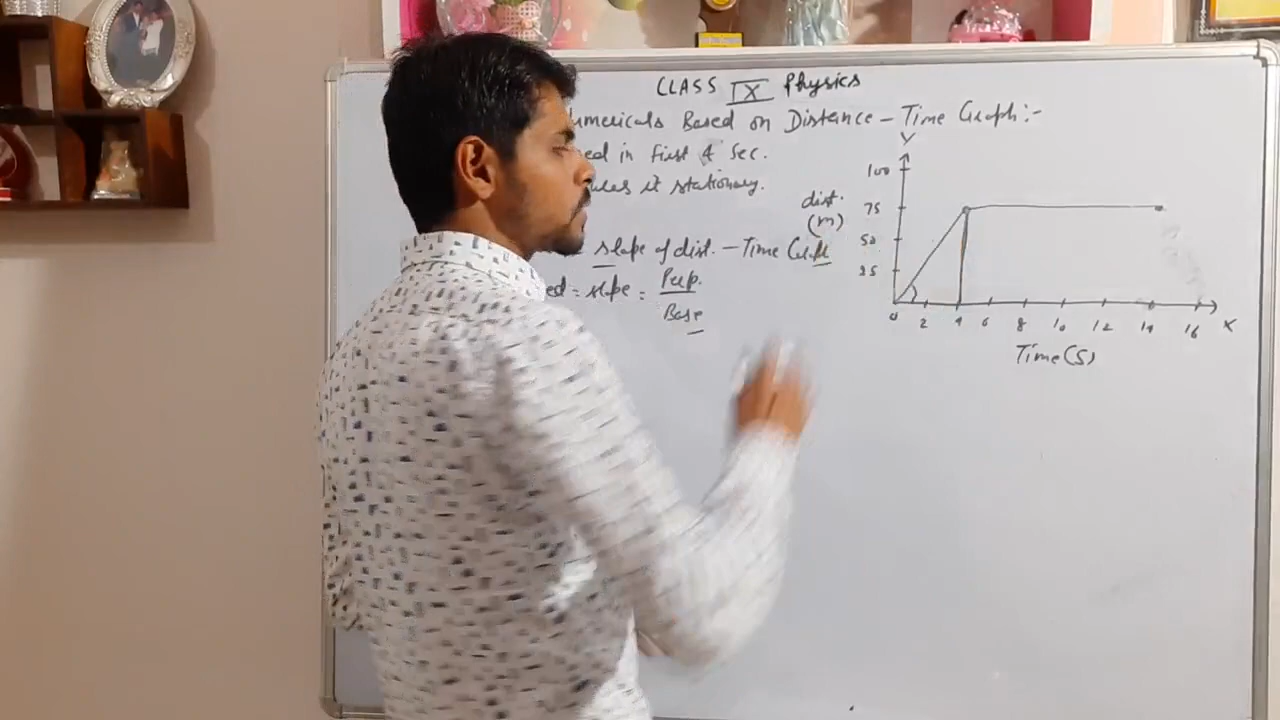 CLASS IX Physics
umericals Based on Distance - Time Graph:-
ed in first 4 Sec.
it stationary.
slope of dist. - Time Graph
ed = slope = Perp.
Base
Y
100
75
50
25
dist.
(m)
0 2 4 6 8 10 12 14 16 X
Time(s)